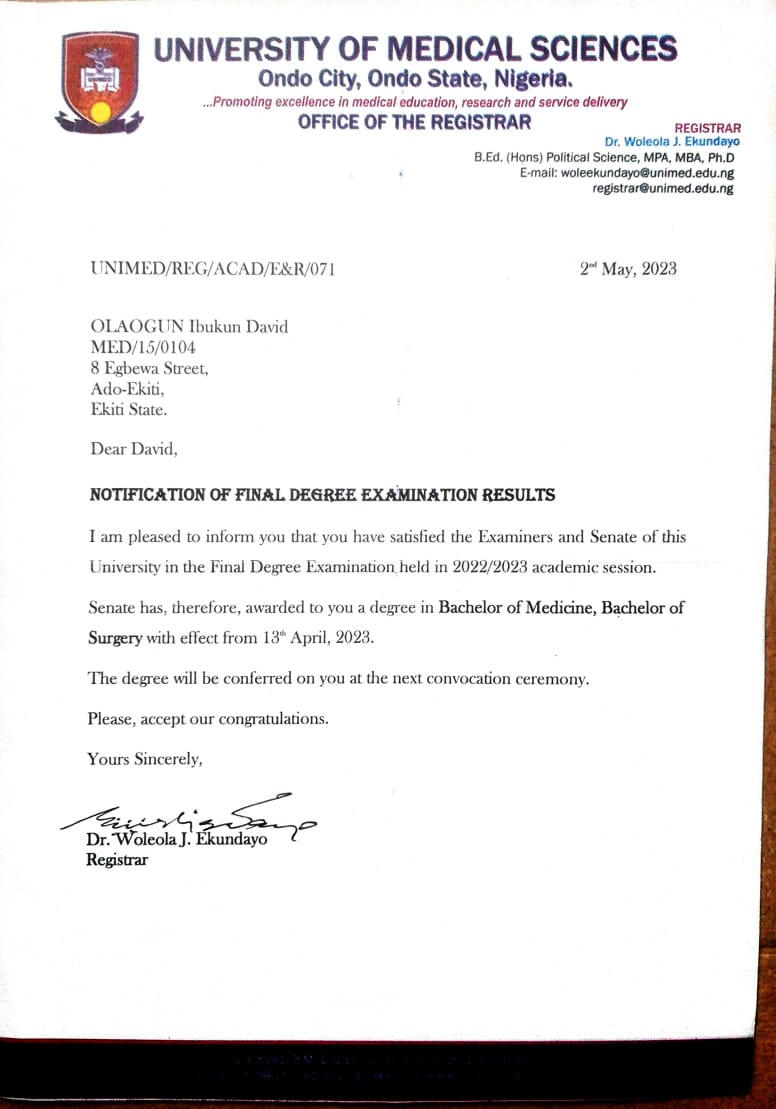 UNIVERSITY OF MEDICAL SCIENCES
Ondo City, Ondo State, Nigeria.
...Promoting excellence in medical education, research and service delivery
OFFICE OF THE REGISTRAR
REGISTRAR
Dr. Woleola J. Ekundayo
B.Ed. (Hons) Political Science, MPA, MBA, Ph.D
E-mail: woleekundayo@unimed.edu.ng
registrar@unimed.edu.ng
UNIMED/REG/ACAD/E&R/071
2nd May, 2023
OLAOGUN Ibukun David
MED/15/0104
8 Egbewa Street,
Ado-Ekiti,
Ekiti State.
Dear David,
NOTIFICATION OF FINAL DEGREE EXAMINATION RESULTS
I am pleased to inform you that you have satisfied the Examiners and Senate of this
University in the Final Degree Examination held in 2022/2023 academic session.
Senate has, therefore, awarded to you a degree in Bachelor of Medicine, Bachelor of
Surgery with effect from 13th April, 2023.
The degree will be conferred on you at the next convocation ceremony.
Please, accept our congratulations.
Yours Sincerely,
Dr. Woleola J. Ekundayo
Registrar